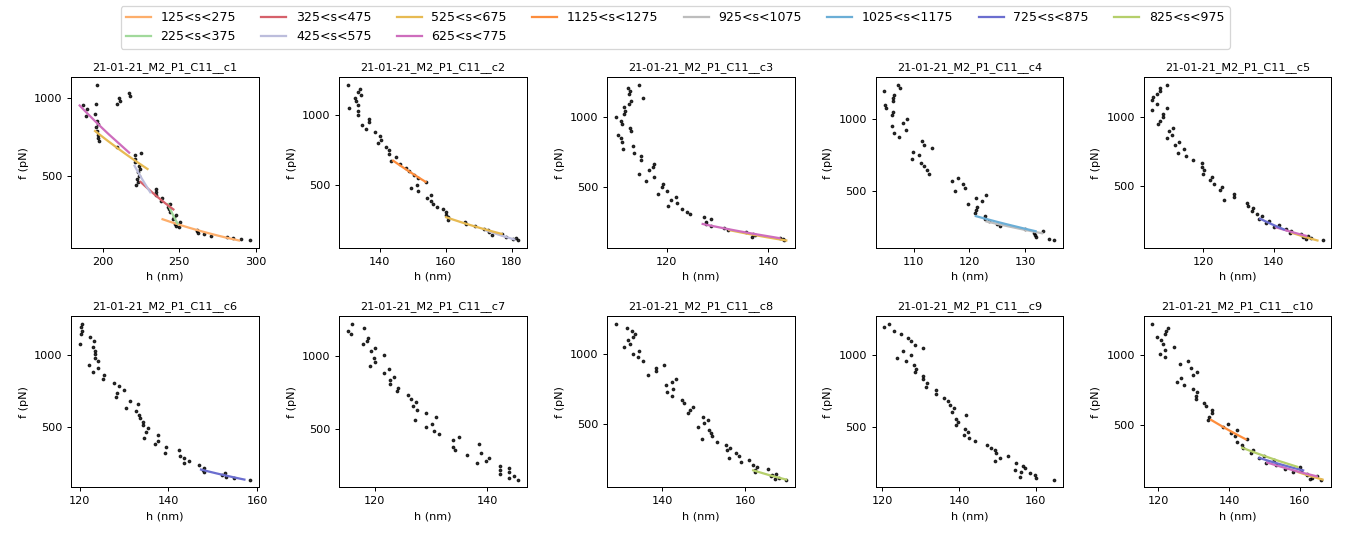 125<s<275 325<s<475 525<s<675 1125<s<1275 925<s<1075 1025<s<1175 725<s<875 825<s<975
225<s<375 425<s<575 625<s<775
21-01-21_M2_P1_C11__c1 21-01-21_M2_P1_C11__c2 21-01-21_M2_P1_C11__c3 21-01-21_M2_P1_C11__c4 21-01-21_M2_P1_C11__c5
f (pN) f (pN) f (pN) f (pN) f (pN)
1000 1000 1000 1000 1000
500 500 500 500 500
200 250 300 140 160 180 120 140 110 120 130 120 140
h (nm) h (nm) h (nm) h (nm) h (nm)
21-01-21_M2_P1_C11__c6 21-01-21_M2_P1_C11__c7 21-01-21_M2_P1_C11__c8 21-01-21_M2_P1_C11__c9 21-01-21_M2_P1_C11__c10
f (pN) f (pN) f (pN) f (pN) f (pN)
1000 1000 1000 1000 1000
500 500 500 500 500
120 140 160 120 140 140 160 120 140 160 120 140 160
h (nm) h (nm) h (nm) h (nm) h (nm)